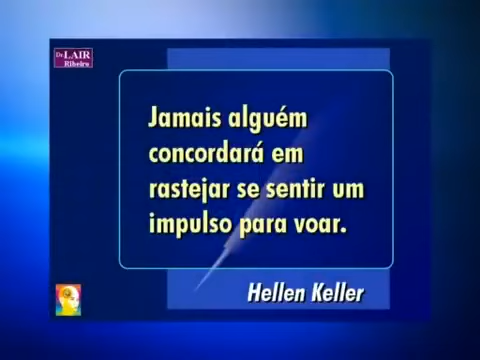 Dr. LAIR
Ribeiro
Jamais alguém
concordará em
rastejar se sentir um
impulso para voar.
Hellen Keller